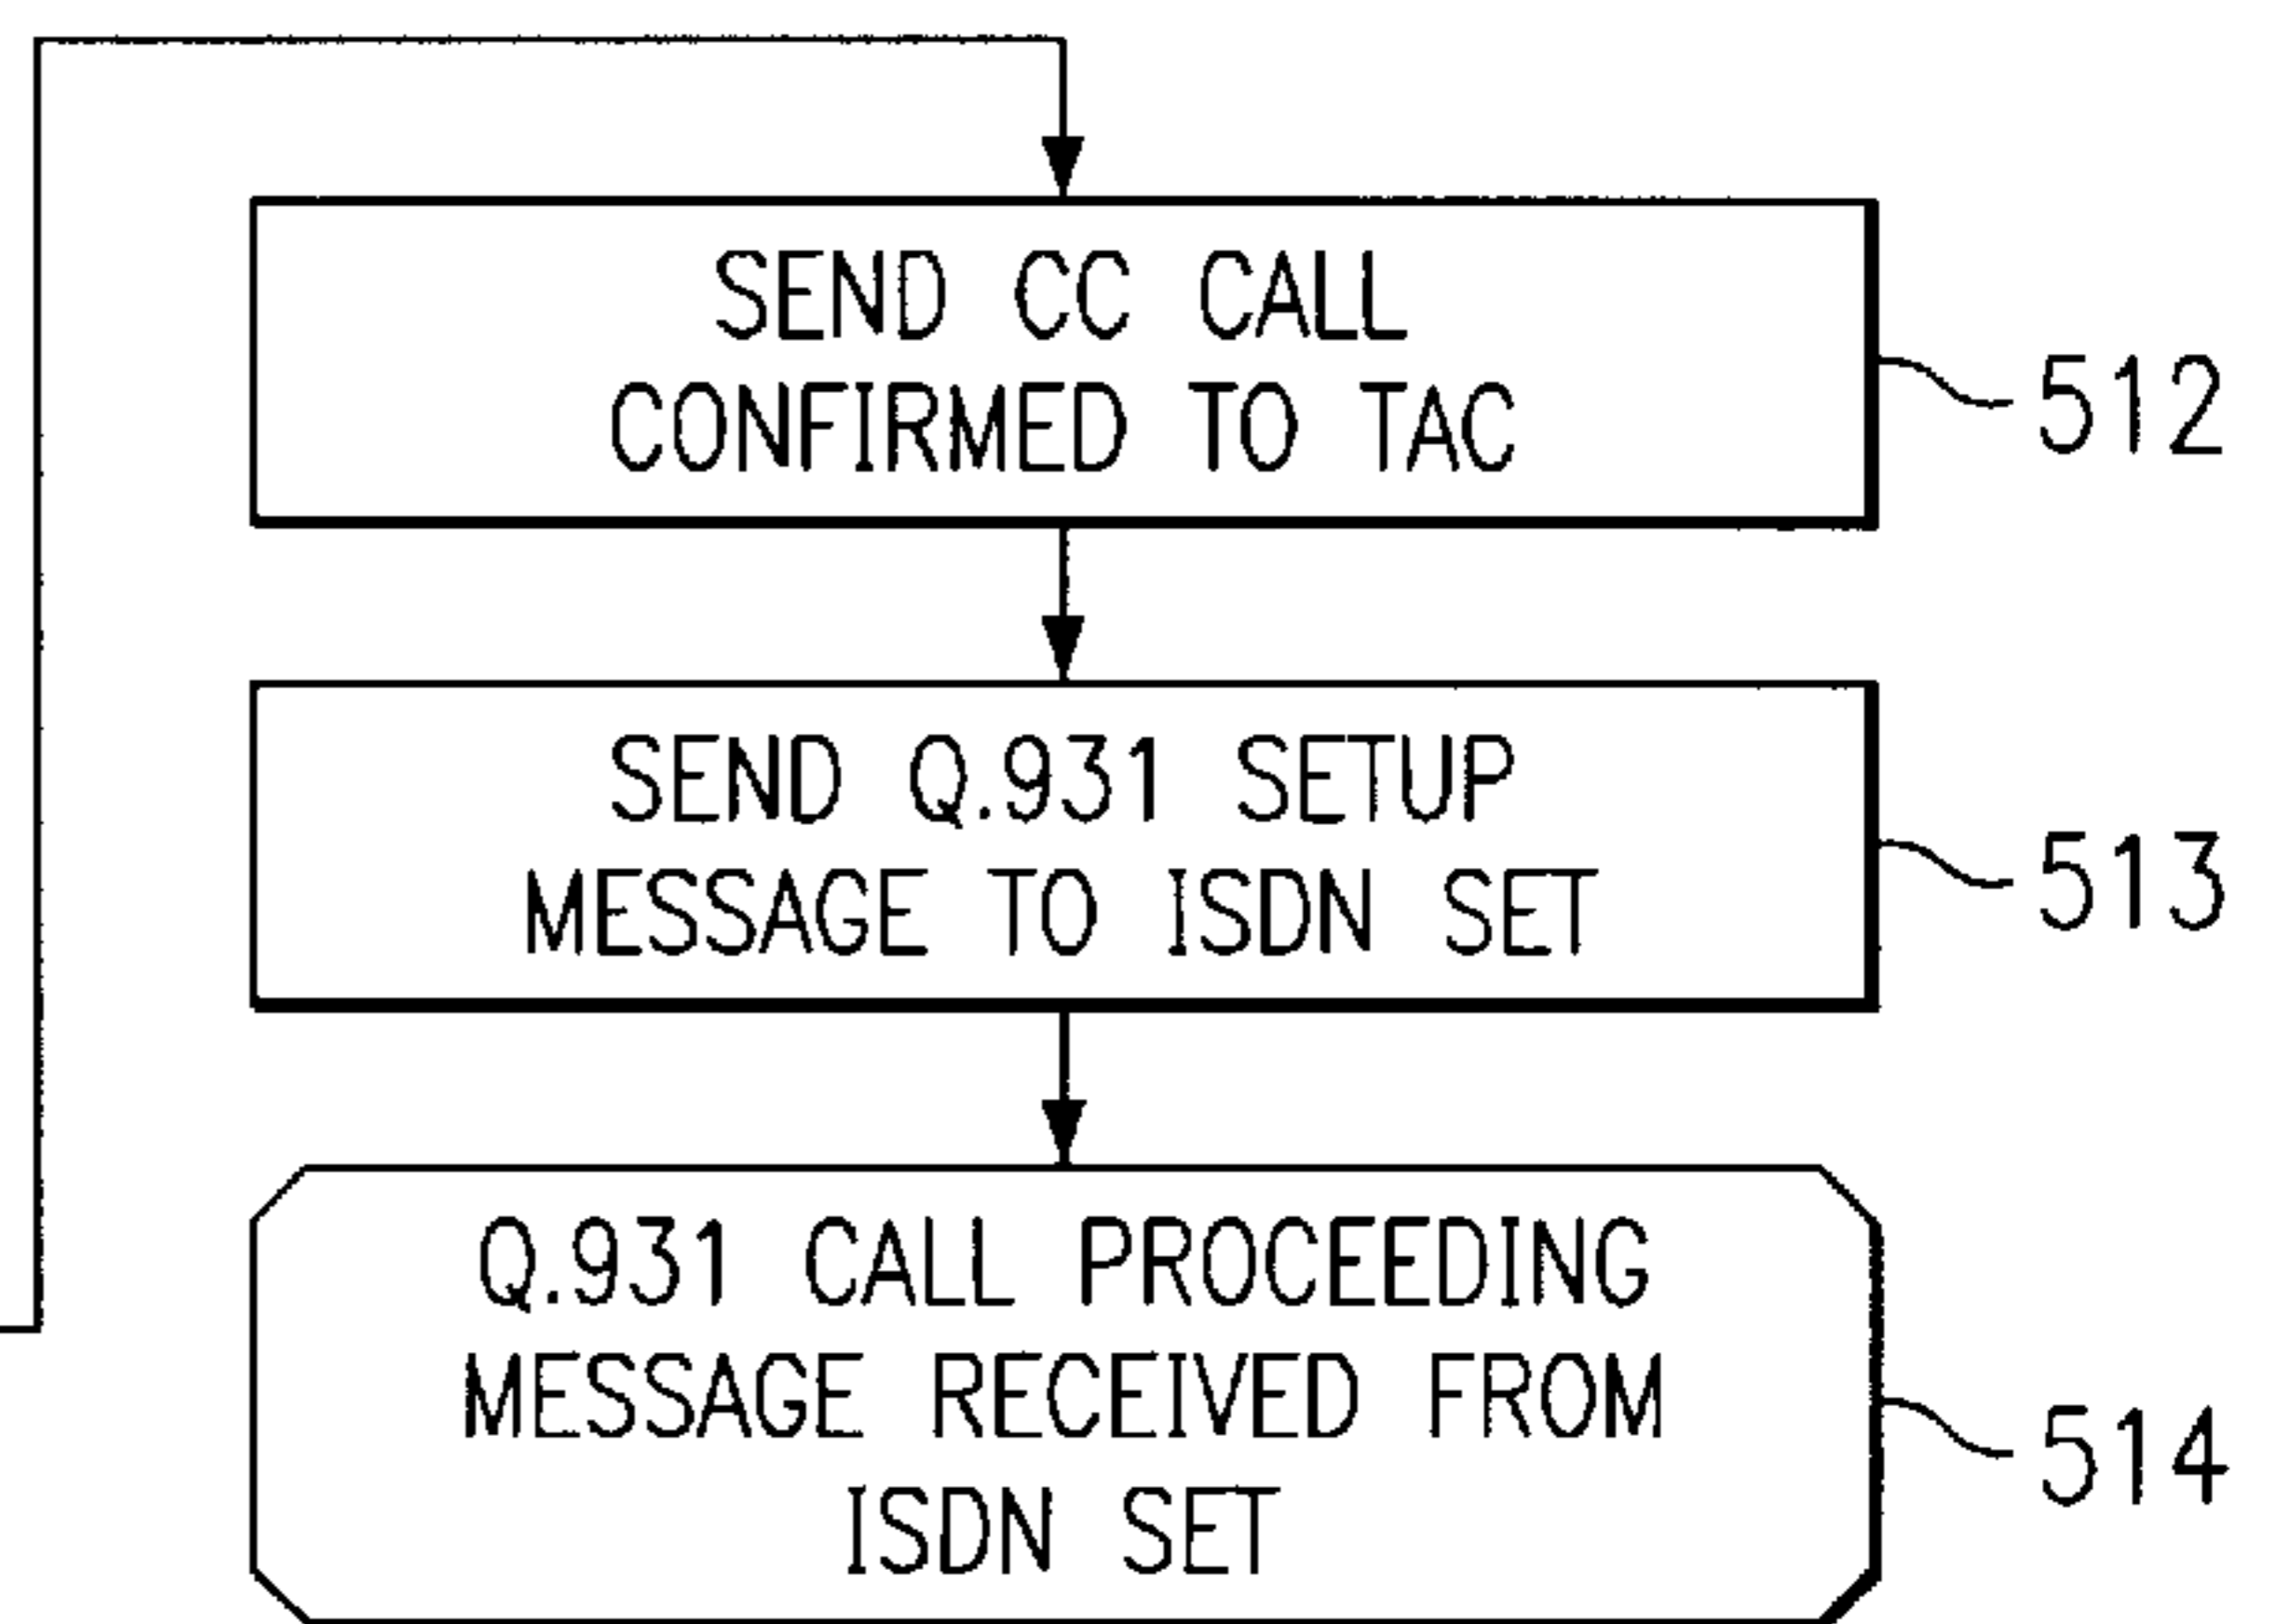 SEND CC CALL
CONFIRMED TO TAC
512
SEND Q.931 SETUP
MESSAGE TO ISDN SET
513
Q.931 CALL PROCEEDING
MESSAGE RECEIVED FROM
ISDN SET
514